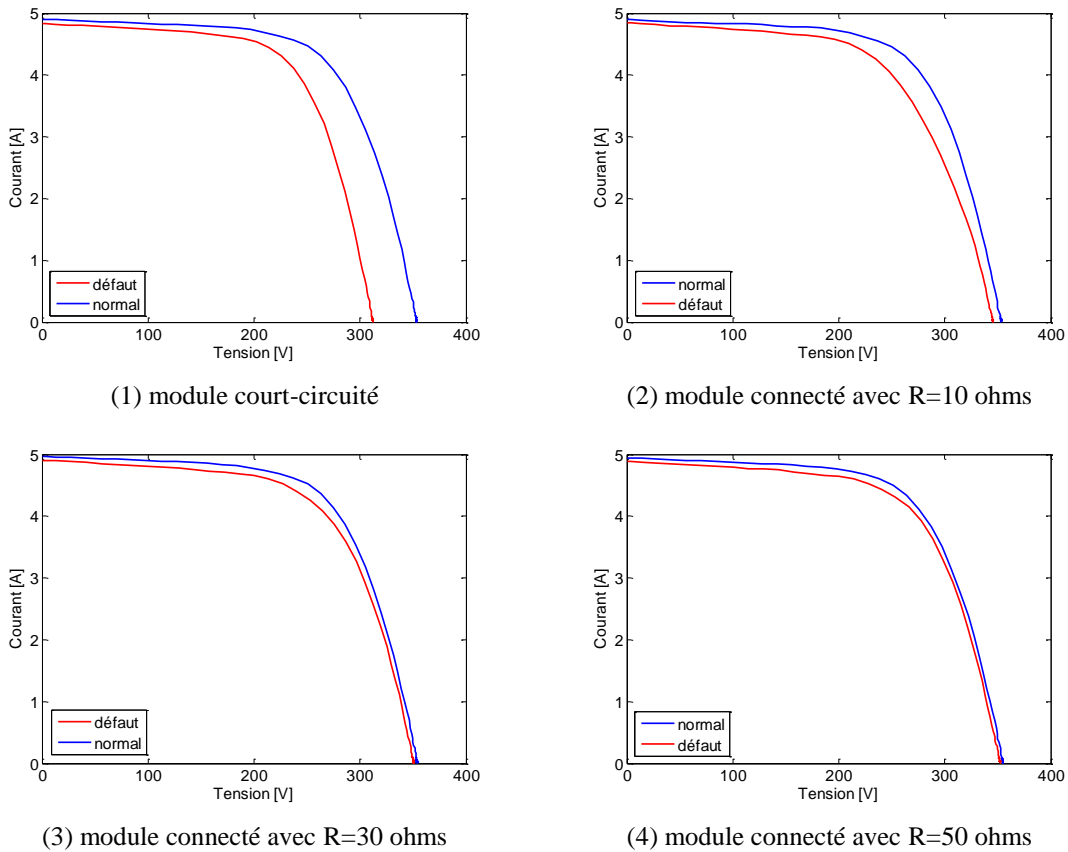 5
4
3
2
1
0
Courant [A]
défaut
normal
0 100 200 300 400
Tension [V]
(1) module court-circuité
5
4
3
2
1
0
Courant [A]
normal
défaut
0 100 200 300 400
Tension [V]
(2) module connecté avec R=10 ohms
5
4
3
2
1
0
Courant [A]
défaut
normal
0 100 200 300 400
Tension [V]
(3) module connecté avec R=30 ohms
5
4
3
2
1
0
Courant [A]
normal
défaut
0 100 200 300 400
Tension [V]
(4) module connecté avec R=50 ohms